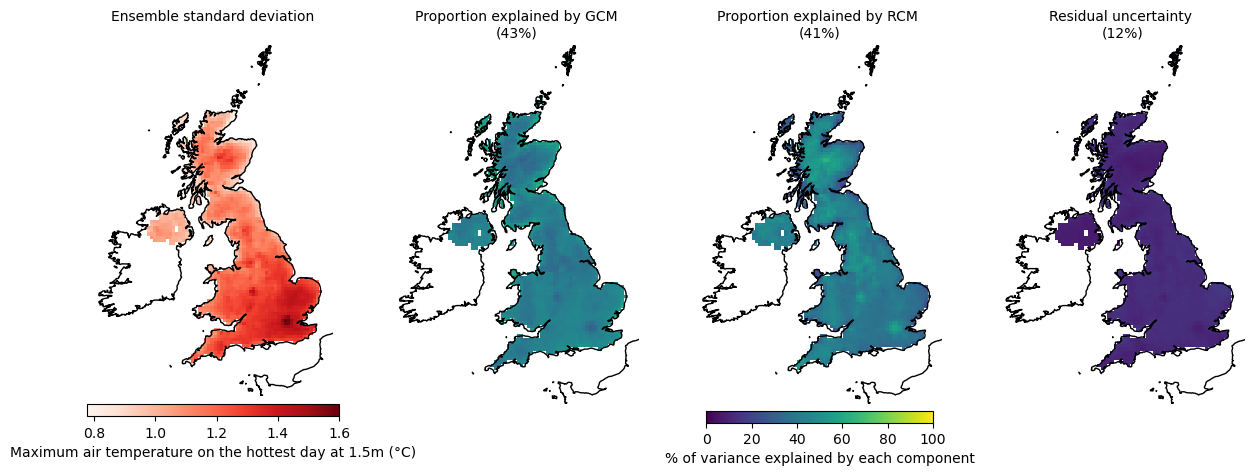 Ensemble standard deviation
Proportion explained by GCM
(43%)
Proportion explained by RCM
(41%)
Residual uncertainty
(12%)
0.8 1.0 1.2 1.4 1.6
Maximum air temperature on the hottest day at 1.5m (°C)
0 20 40 60 80 100
% of variance explained by each component